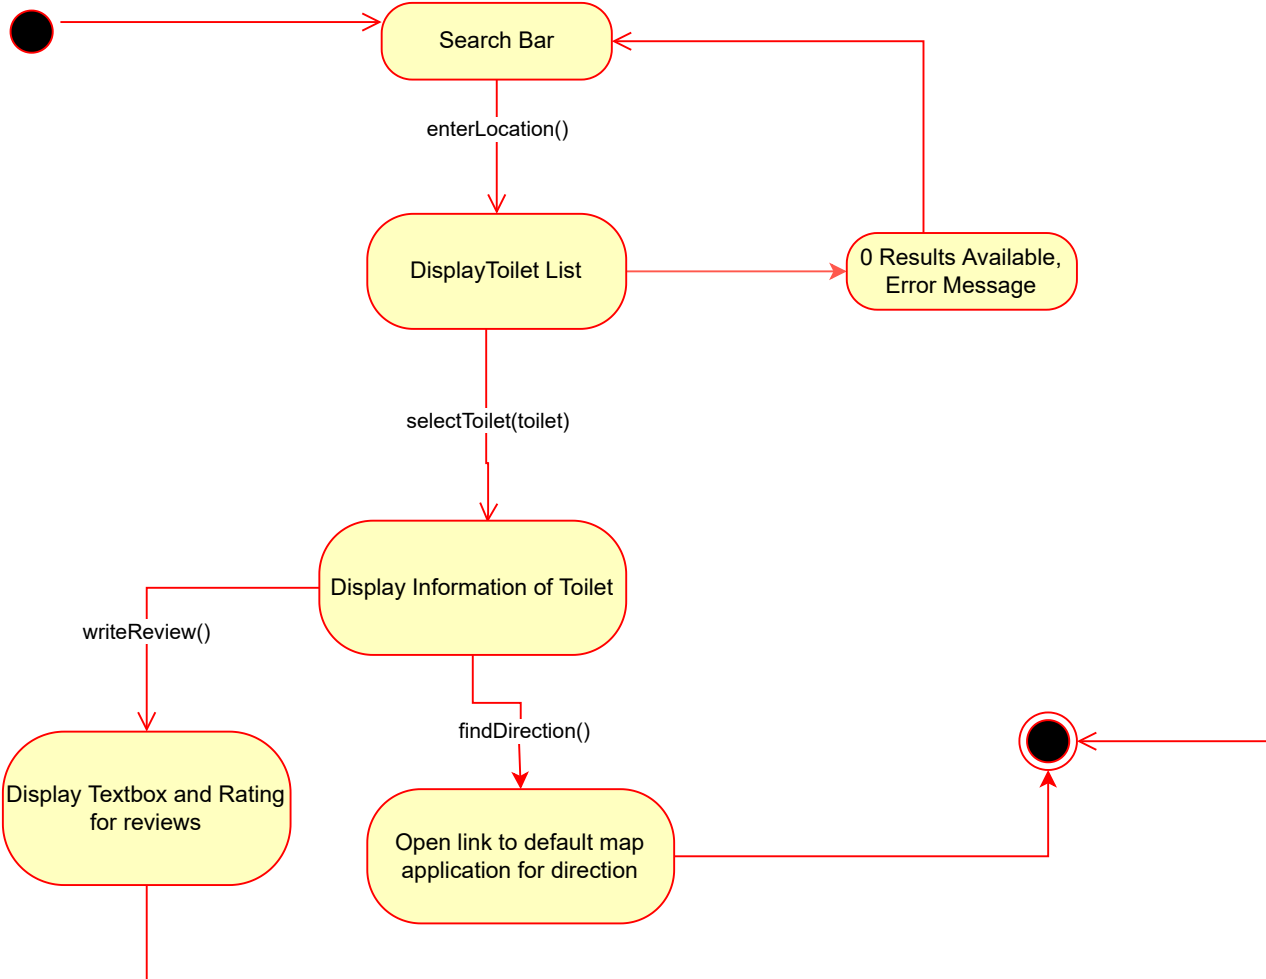 Search Bar
enterLocation()
DisplayToilet List
0 Results Available,
Error Message
selectToilet(toilet)
Display Information of Toilet
writeReview()
findDirection()
Display Textbox and Rating
for reviews
Open link to default map
application for direction